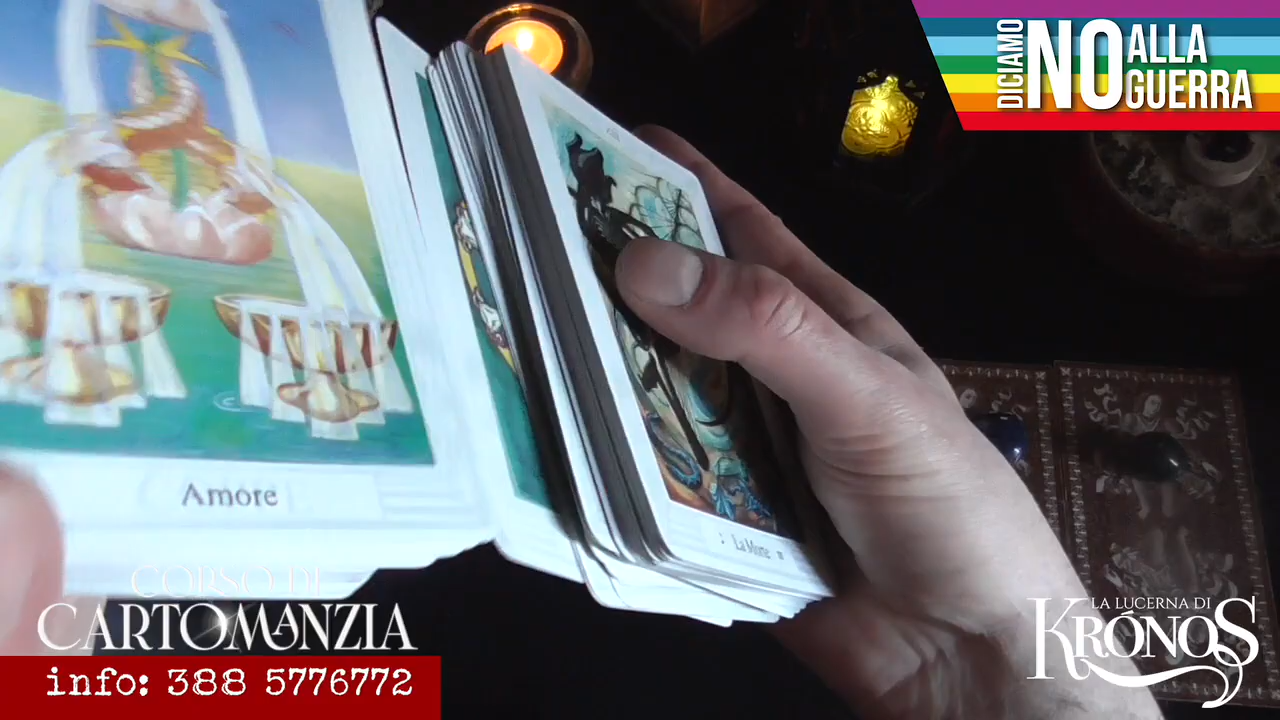 DICIAMO
NO
ALLA
GUERRA
Amore
La Morte
CORSO DI
CARTOMANZIA
info: 388 5776772
LA LUCERNA DI
KRÓNOS